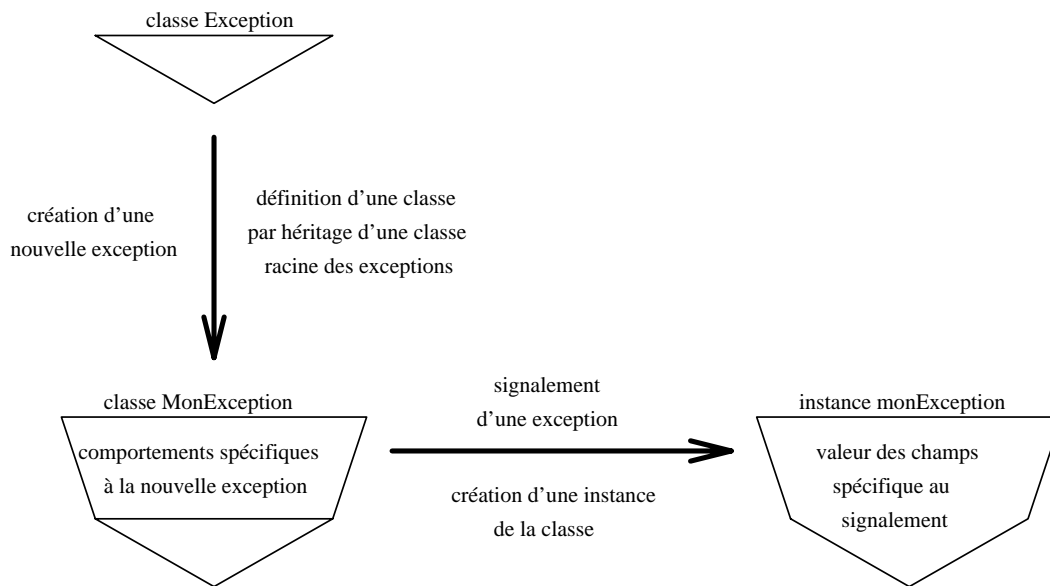 classe Exception
création d'une
nouvelle exception
définition d'une classe
par héritage d'une classe
racine des exceptions
classe MonException
comportements spécifiques
à la nouvelle exception
signalement
d'une exception
création d'une instance
de la classe
instance monException
valeur des champs
spécifique au
signalement